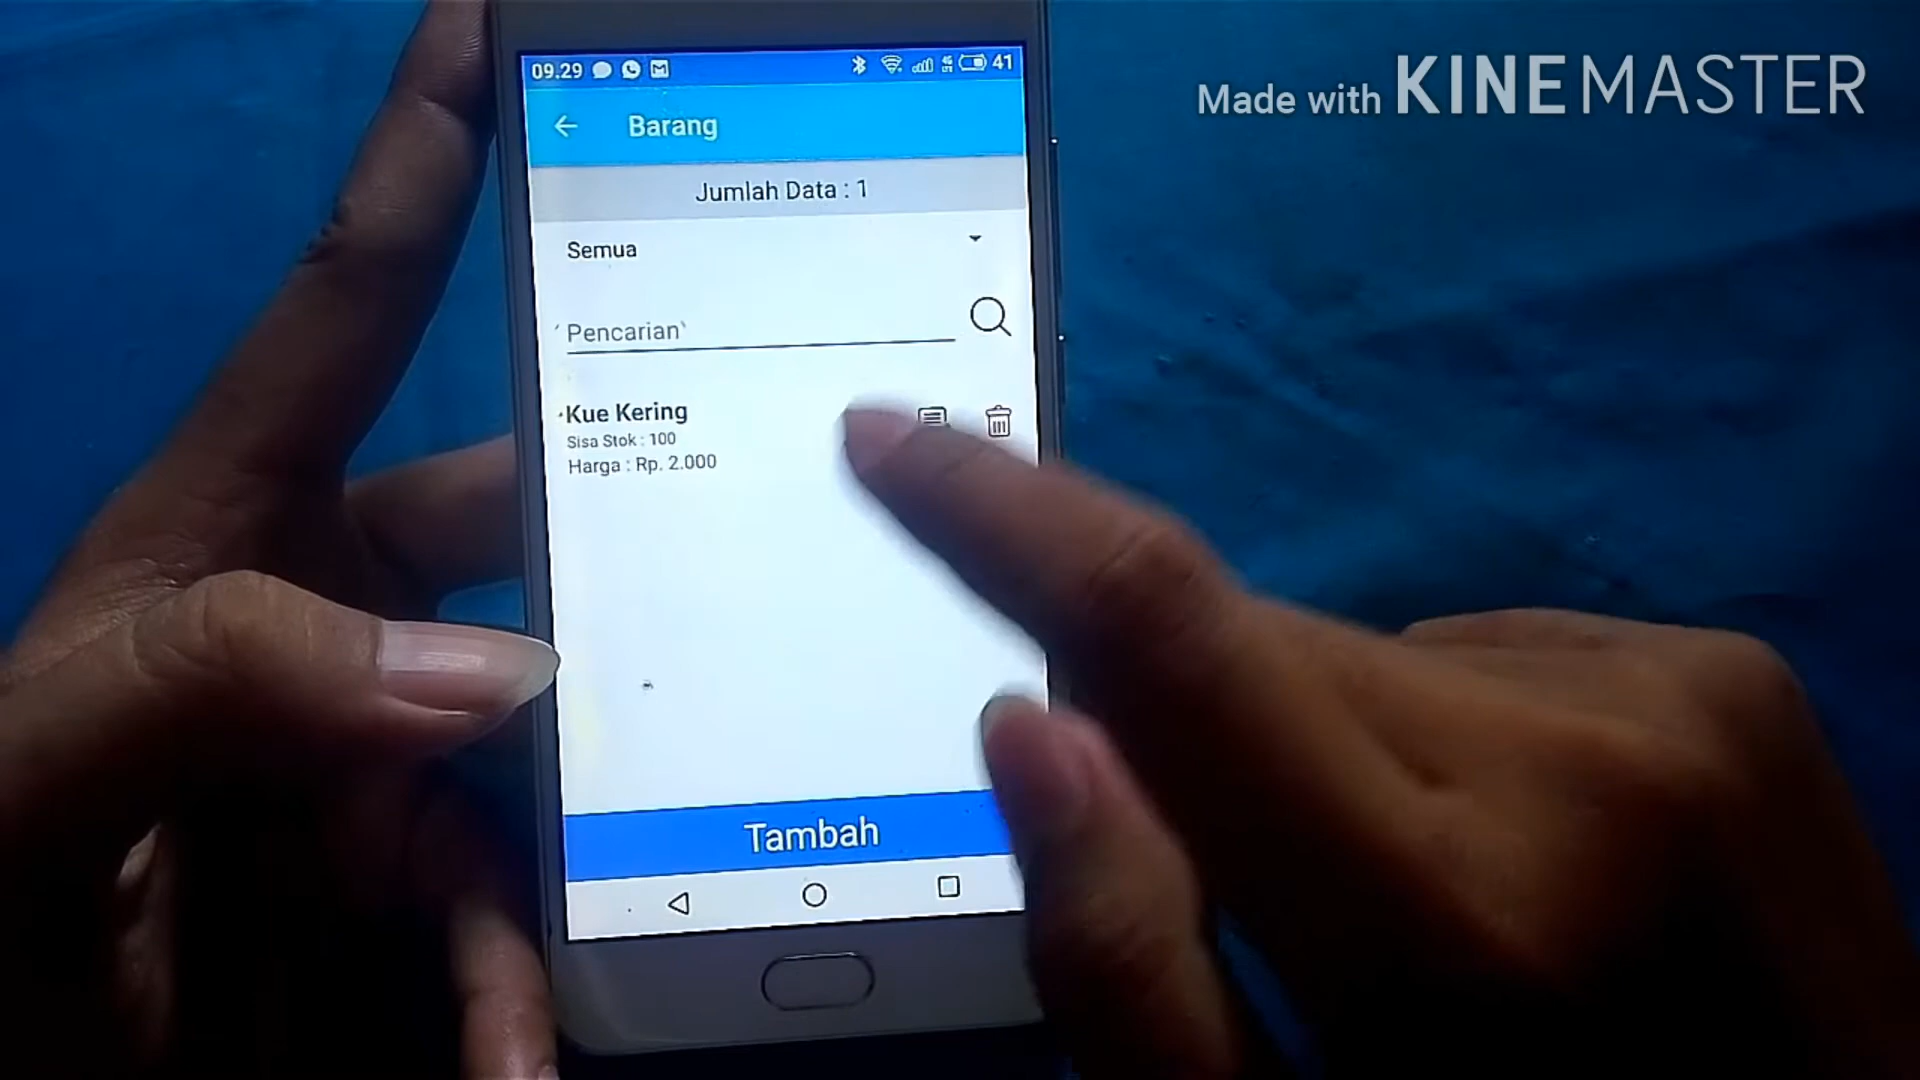 09.29
41
Made with KINEMASTER
Barang
Jumlah Data : 1
Semua
Pencarian
Kue Kering
Sisa Stok : 100
Harga : Rp. 2.000
Tambah